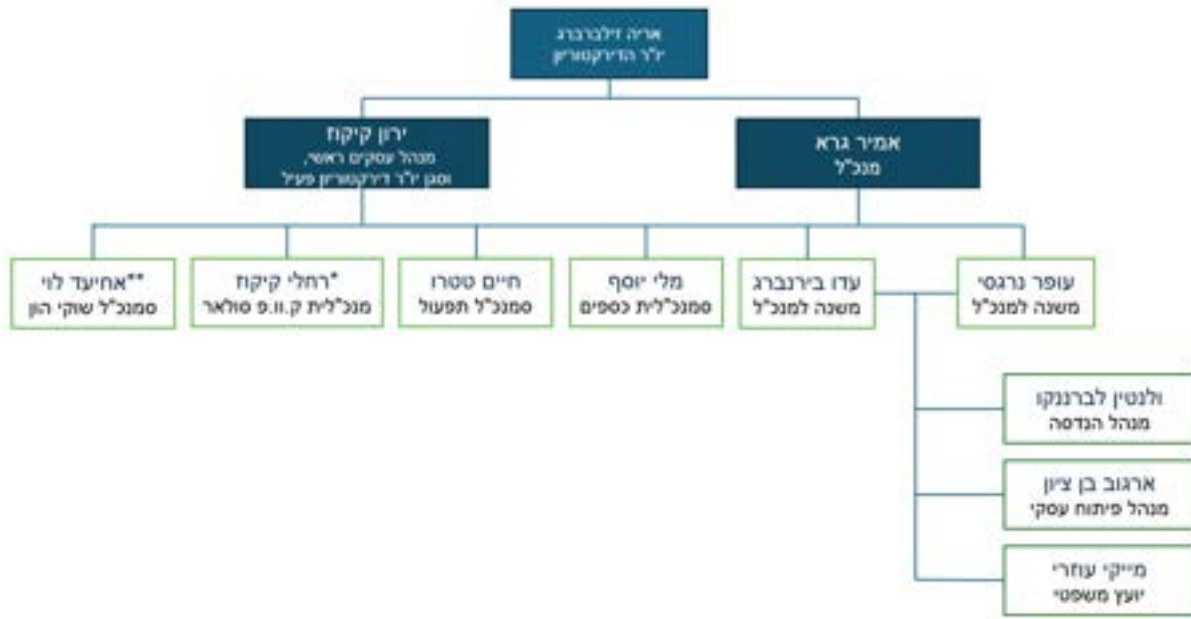 אריה זילברברג
יו"ר הדירקטוריון
אמיר גרא
מנכ"ל
ירון קיקוז
מנהל עסקים ראשי,
וסגן יו"ר דירקטוריון פעיל
עופר נרגסי
משנה למנכ"ל
עדו בירנברג
משנה למנכ"ל
מלי יוסף
סמנכ"לית כספים
חיים טטרו
סמנכ"ל תפעול
*רחלי קיקוז
מנכ"לית ק.וו.פ סולאר
**אחיעד לוי
סמנכ"ל שוקי הון
ולנטין לברננקו
מנהל הנדסה
ארגוב בן ציון
מנהל פיתוח עסקי
מייקי עוזרי
יועץ משפטי